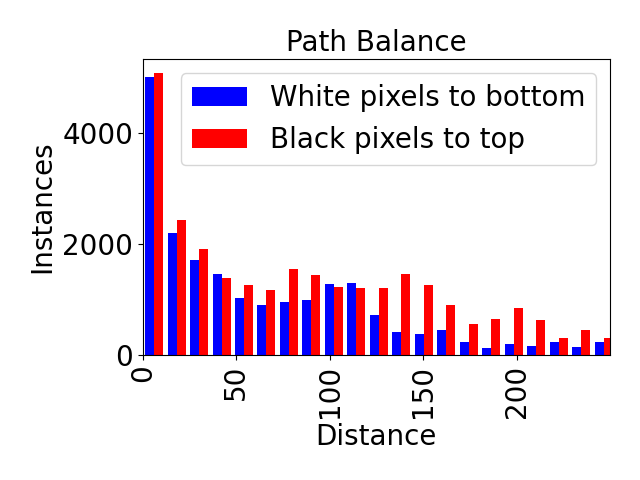 Path Balance
White pixels to bottom
Black pixels to top
Instances
4000
2000
0
0
50
100
150
200
Distance